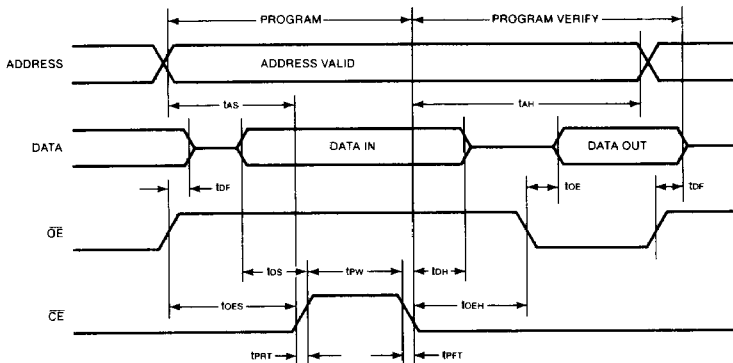 PROGRAM
PROGRAM VERIFY
ADDRESS
ADDRESS VALID
tAS
tAH
DATA
DATA IN
DATA OUT
tDF
tOE
tDF
OE
tDS
tPW
tDH
tOES
tOEH
CE
tPRT
tPFT